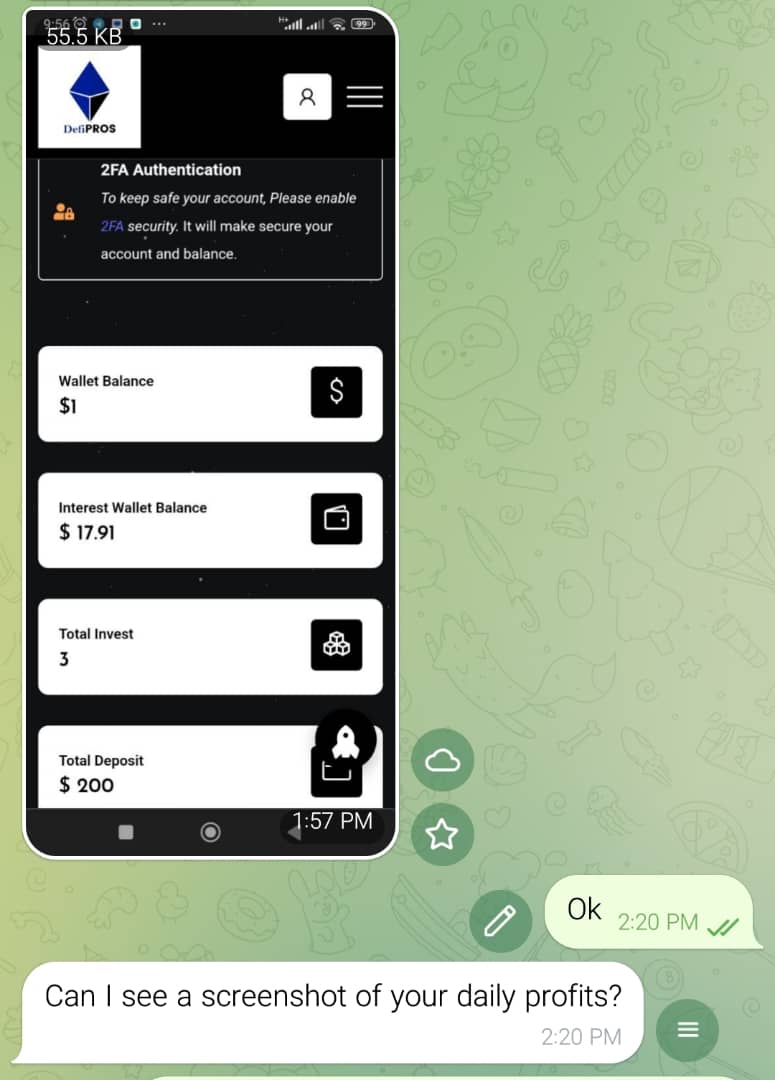 9:56
55.5 KB
99
DefiPROS
2FA Authentication
To keep safe your account, Please enable
2FA security. It will make secure your
account and balance.
Wallet Balance
$1
$
Interest Wallet Balance
$ 17.91
Total Invest
3
Total Deposit
$ 200
1:57 PM
Ok
2:20 PM
Can I see a screenshot of your daily profits?
2:20 PM